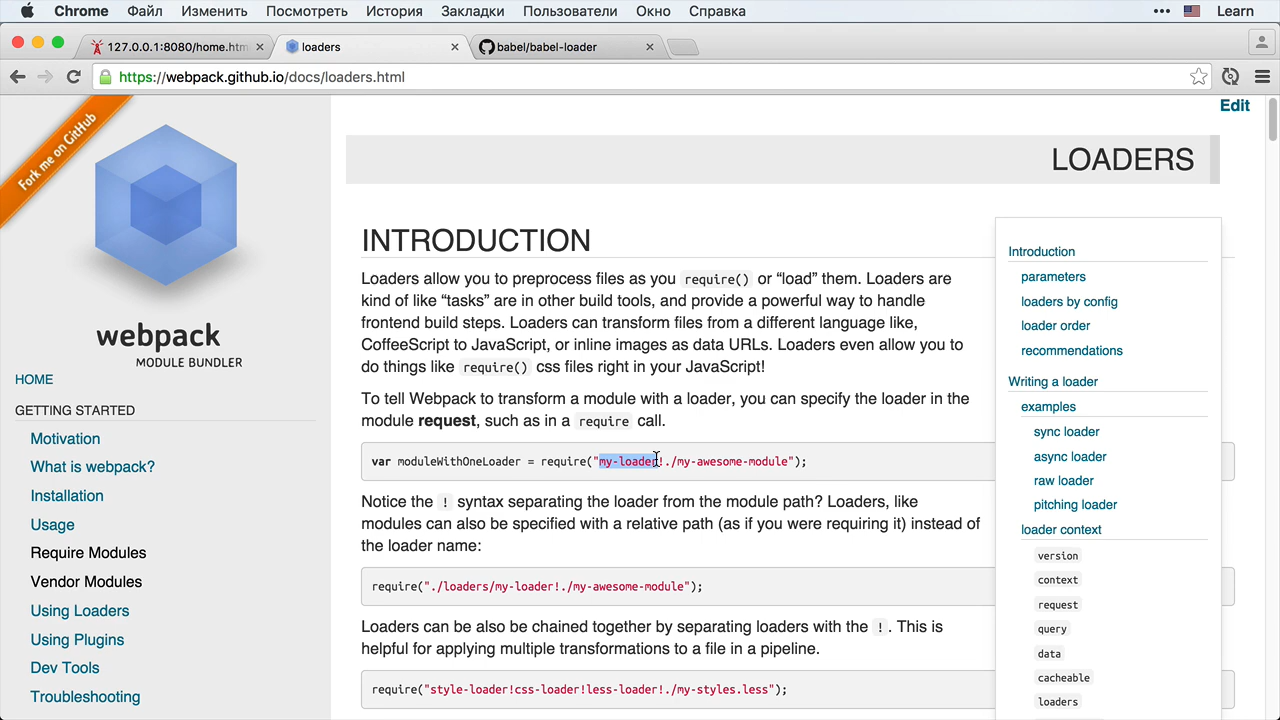 Chrome Файл Изменить Посмотреть История Закладки Пользователи Окно Справка Learn
127.0.0.1:8080/home.htm
loaders
babel/babel-loader
https://webpack.github.io/docs/loaders.html
Fork me on GitHub
webpack
MODULE BUNDLER
HOME
GETTING STARTED
Motivation
What is webpack?
Installation
Usage
Require Modules
Vendor Modules
Using Loaders
Using Plugins
Dev Tools
Troubleshooting
Edit
LOADERS
INTRODUCTION
Loaders allow you to preprocess files as you require() or “load” them. Loaders are
kind of like “tasks” are in other build tools, and provide a powerful way to handle
frontend build steps. Loaders can transform files from a different language like,
CoffeeScript to JavaScript, or inline images as data URLs. Loaders even allow you to
do things like require() css files right in your JavaScript!
To tell Webpack to transform a module with a loader, you can specify the loader in the
module request, such as in a require call.
var moduleWithOneLoader = require("my-loader!./my-awesome-module");
Notice the ! syntax separating the loader from the module path? Loaders, like
modules can also be specified with a relative path (as if you were requiring it) instead of
the loader name:
require("./loaders/my-loader!./my-awesome-module");
Loaders can be also be chained together by separating loaders with the !. This is
helpful for applying multiple transformations to a file in a pipeline.
require("style-loader!css-loader!less-loader!./my-styles.less");
Introduction
parameters
loaders by config
loader order
recommendations
Writing a loader
examples
sync loader
async loader
raw loader
pitching loader
loader context
version
context
request
query
data
cacheable
loaders